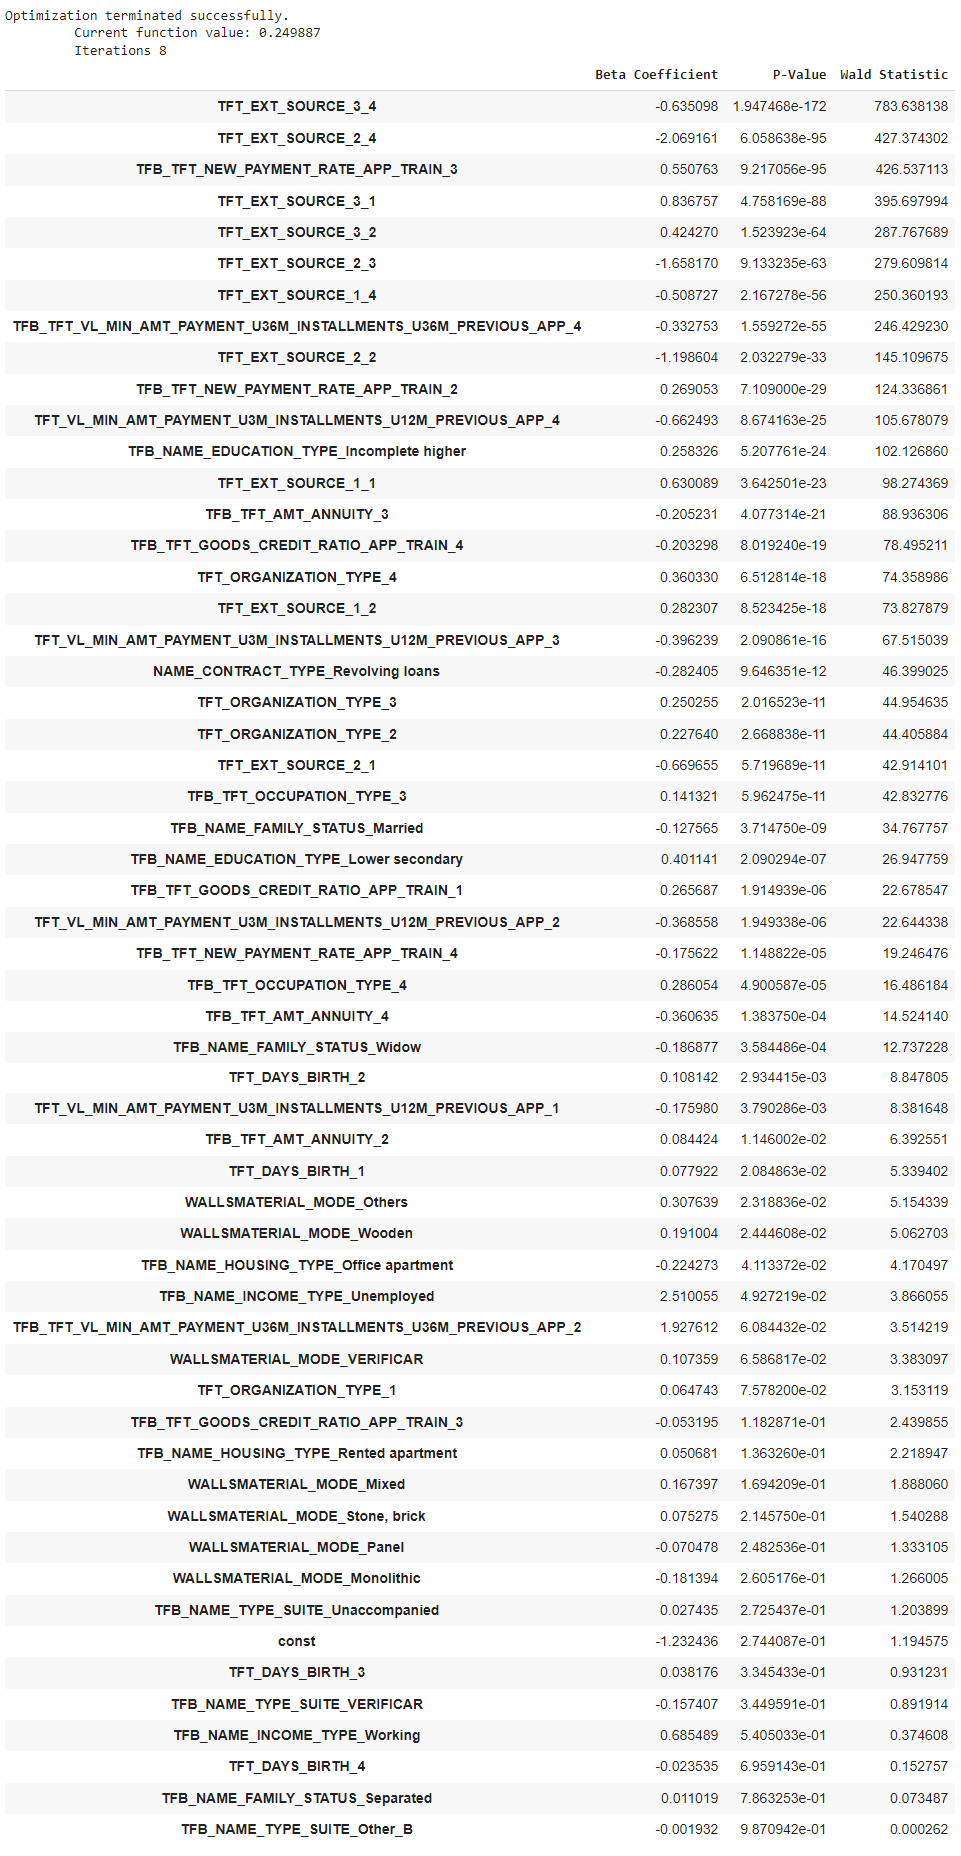 Optimization terminated successfully.
Current function value: 0.249887
Iterations 8
Beta Coefficient P-Value Wald Statistic
TFT_EXT_SOURCE_3_4 -0.635098 1.947468e-172 783.638138
TFT_EXT_SOURCE_2_4 -2.069161 6.058638e-95 427.374302
TFB_TFT_NEW_PAYMENT_RATE_APP_TRAIN_3 0.550763 9.217056e-95 426.537113
TFT_EXT_SOURCE_3_1 0.836757 4.758169e-88 395.697994
TFT_EXT_SOURCE_3_2 0.424270 1.523923e-64 287.767689
TFT_EXT_SOURCE_2_3 -1.658170 9.133235e-63 279.609814
TFT_EXT_SOURCE_1_4 -0.508727 2.167278e-56 250.360193
TFB_TFT_VL_MIN_AMT_PAYMENT_U36M_INSTALLMENTS_U36M_PREVIOUS_APP_4 -0.332753 1.559272e-55 246.429230
TFT_EXT_SOURCE_2_2 -1.198604 2.032279e-33 145.109675
TFB_TFT_NEW_PAYMENT_RATE_APP_TRAIN_2 0.269053 7.109000e-29 124.336861
TFT_VL_MIN_AMT_PAYMENT_U3M_INSTALLMENTS_U12M_PREVIOUS_APP_4 -0.662493 8.674163e-25 105.678079
TFB_NAME_EDUCATION_TYPE_Incomplete higher 0.258326 5.207761e-24 102.126860
TFT_EXT_SOURCE_1_1 0.630089 3.642501e-23 98.274369
TFB_TFT_AMT_ANNUITY_3 -0.205231 4.077314e-21 88.936306
TFB_TFT_GOODS_CREDIT_RATIO_APP_TRAIN_4 -0.203298 8.019240e-19 78.495211
TFT_ORGANIZATION_TYPE_4 0.360330 6.512814e-18 74.358986
TFT_EXT_SOURCE_1_2 0.282307 8.523425e-18 73.827879
TFT_VL_MIN_AMT_PAYMENT_U3M_INSTALLMENTS_U12M_PREVIOUS_APP_3 -0.396239 2.090861e-16 67.515039
NAME_CONTRACT_TYPE_Revolving loans -0.282405 9.646351e-12 46.399025
TFT_ORGANIZATION_TYPE_3 0.250255 2.016523e-11 44.954635
TFT_ORGANIZATION_TYPE_2 0.227640 2.668838e-11 44.405884
TFT_EXT_SOURCE_2_1 -0.669655 5.719689e-11 42.914101
TFB_TFT_OCCUPATION_TYPE_3 0.141321 5.962475e-11 42.832776
TFB_NAME_FAMILY_STATUS_Married -0.127565 3.714750e-09 34.767757
TFB_NAME_EDUCATION_TYPE_Lower secondary 0.401141 2.090294e-07 26.947759
TFB_TFT_GOODS_CREDIT_RATIO_APP_TRAIN_1 0.265687 1.914939e-06 22.678547
TFT_VL_MIN_AMT_PAYMENT_U3M_INSTALLMENTS_U12M_PREVIOUS_APP_2 -0.368558 1.949338e-06 22.644338
TFB_TFT_NEW_PAYMENT_RATE_APP_TRAIN_4 -0.175622 1.148822e-05 19.246476
TFB_TFT_OCCUPATION_TYPE_4 0.286054 4.900587e-05 16.486184
TFB_TFT_AMT_ANNUITY_4 -0.360635 1.383750e-04 14.524140
TFB_NAME_FAMILY_STATUS_Widow -0.186877 3.584486e-04 12.737228
TFT_DAYS_BIRTH_2 0.108142 2.934415e-03 8.847805
TFT_VL_MIN_AMT_PAYMENT_U3M_INSTALLMENTS_U12M_PREVIOUS_APP_1 -0.175980 3.790286e-03 8.381648
TFB_TFT_AMT_ANNUITY_2 0.084424 1.146002e-02 6.392551
TFT_DAYS_BIRTH_1 0.077922 2.084863e-02 5.339402
WALLSMATERIAL_MODE_Others 0.307639 2.318836e-02 5.154339
WALLSMATERIAL_MODE_Wooden 0.191004 2.444608e-02 5.062703
TFB_NAME_HOUSING_TYPE_Office apartment -0.224273 4.113372e-02 4.170497
TFB_NAME_INCOME_TYPE_Unemployed 2.510055 4.927219e-02 3.866055
TFB_TFT_VL_MIN_AMT_PAYMENT_U36M_INSTALLMENTS_U36M_PREVIOUS_APP_2 1.927612 6.084432e-02 3.514219
WALLSMATERIAL_MODE_VERIFICAR 0.107359 6.586817e-02 3.383097
TFT_ORGANIZATION_TYPE_1 0.064743 7.578200e-02 3.153119
TFB_TFT_GOODS_CREDIT_RATIO_APP_TRAIN_3 -0.053195 1.182871e-01 2.439855
TFB_NAME_HOUSING_TYPE_Rented apartment 0.050681 1.363260e-01 2.218947
WALLSMATERIAL_MODE_Mixed 0.167397 1.694209e-01 1.888060
WALLSMATERIAL_MODE_Stone, brick 0.075275 2.145750e-01 1.540288
WALLSMATERIAL_MODE_Panel -0.070478 2.482536e-01 1.333105
WALLSMATERIAL_MODE_Monolithic -0.181394 2.605176e-01 1.266005
TFB_NAME_TYPE_SUITE_Unaccompanied 0.027435 2.725437e-01 1.203899
const -1.232436 2.744087e-01 1.194575
TFT_DAYS_BIRTH_3 0.038176 3.345433e-01 0.931231
TFB_NAME_TYPE_SUITE_VERIFICAR -0.157407 3.449591e-01 0.891914
TFB_NAME_INCOME_TYPE_Working 0.685489 5.405033e-01 0.374608
TFT_DAYS_BIRTH_4 -0.023535 6.959143e-01 0.152757
TFB_NAME_FAMILY_STATUS_Separated 0.011019 7.863253e-01 0.073487
TFB_NAME_TYPE_SUITE_Other_B -0.001932 9.870942e-01 0.000262